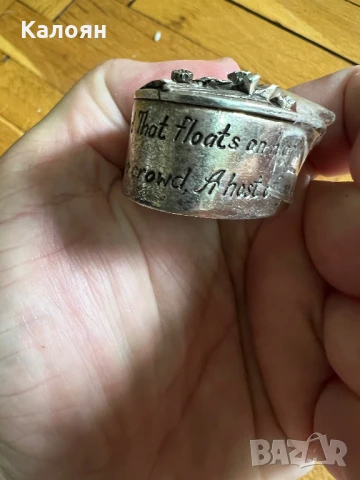 Калоян
That floats on
crowd, A host o
BAZAR